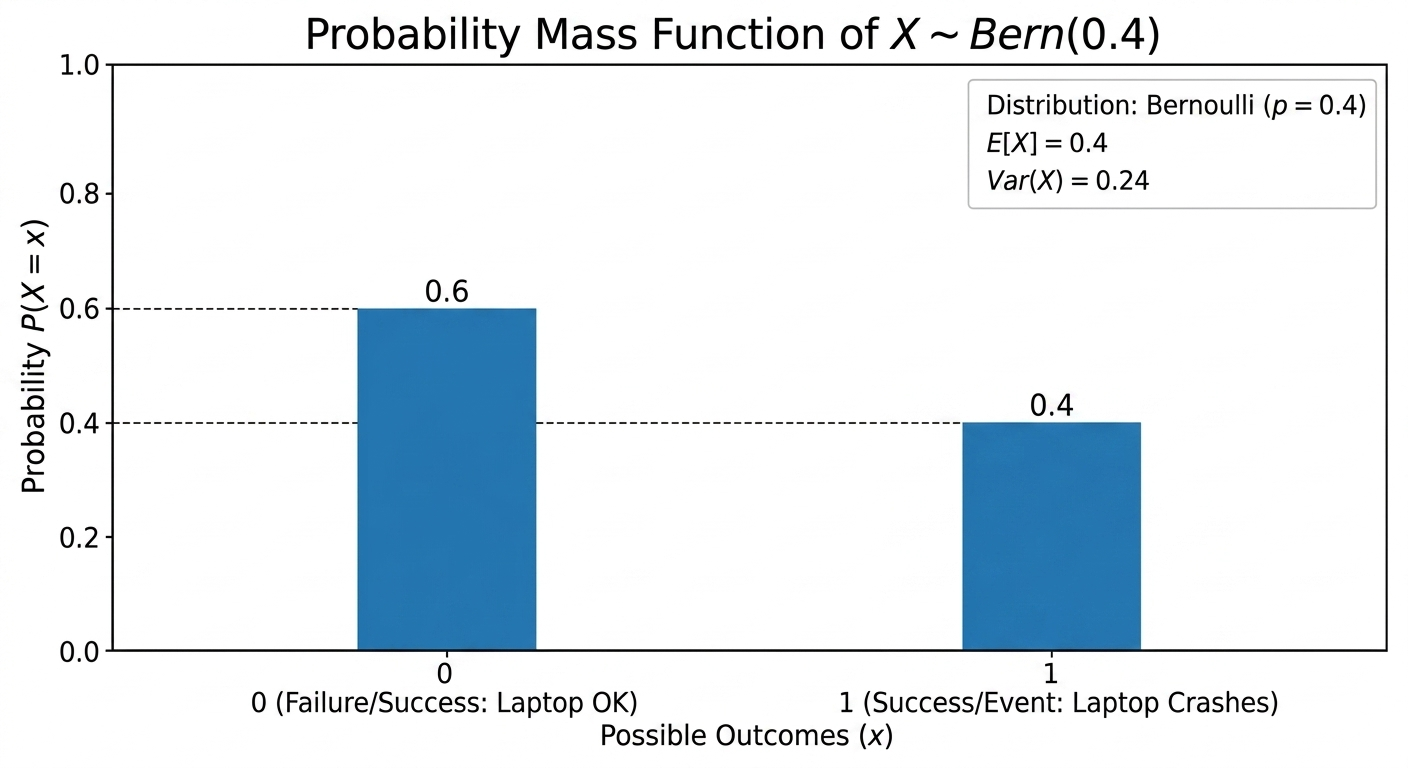 Probability Mass Function of X ~ Bern(0.4)
Distribution: Bernoulli (p = 0.4)
E[X] = 0.4
Var(X) = 0.24
Probability P(X = x)
1.0
0.8
0.6
0.4
0.2
0.0
0.6
0.4
0
1
0 (Failure/Success: Laptop OK)
1 (Success/Event: Laptop Crashes)
Possible Outcomes (x)